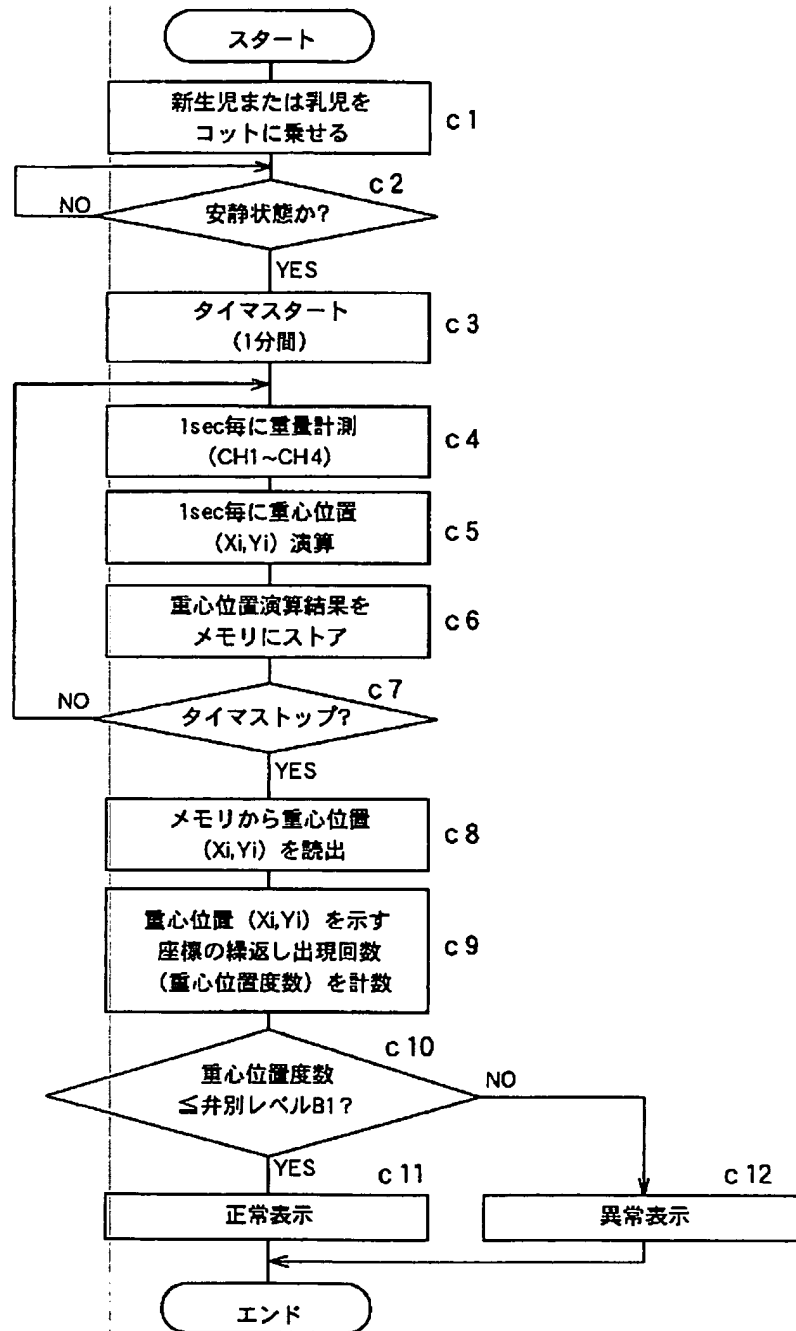 スタート
新生児または乳児を
コットに乗せる
c1
c2
NO
安静状態か?
YES
タイマスタート
(1分間)
c3
1sec毎に重量計測
(CH1~CH4)
c4
1sec毎に重心位置
(Xi,Yi) 演算
c5
重心位置演算結果を
メモリにストア
c6
NO
c7
タイマストップ?
YES
メモリから重心位置
(Xi,Yi) を読出
c8
重心位置 (Xi,Yi) を示す
座標の繰返し出現回数
(重心位置度数) を計数
c9
c10
重心位置度数
≦弁別レベルB1?
NO
YES
c11
c12
正常表示
異常表示
エンド